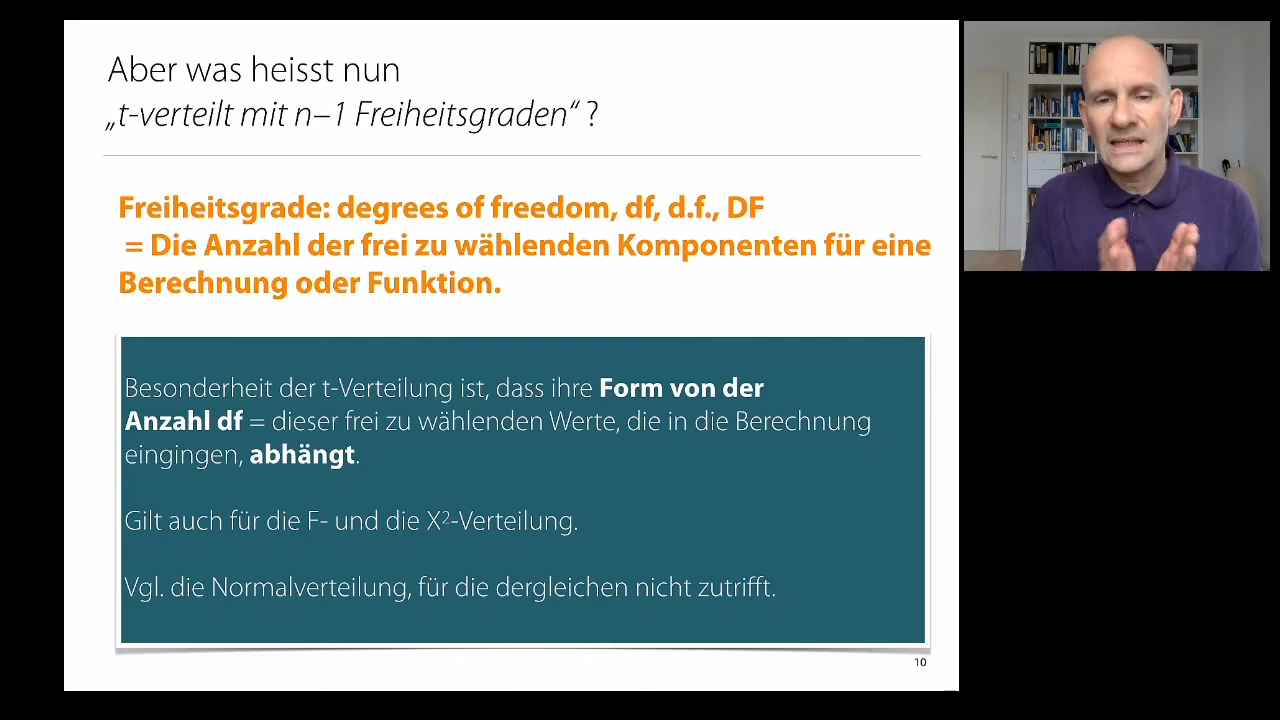 Aber was heisst nun
„t-verteilt mit n–1 Freiheitsgraden“ ?
Freiheitsgrade: degrees of freedom, df, d.f., DF
= Die Anzahl der frei zu wählenden Komponenten für eine
Berechnung oder Funktion.
Besonderheit der t-Verteilung ist, dass ihre Form von der
Anzahl df = dieser frei zu wählenden Werte, die in die Berechnung
eingingen, abhängt.
Gilt auch für die F- und die X²-Verteilung.
Vgl. die Normalverteilung, für die dergleichen nicht zutrifft.
10